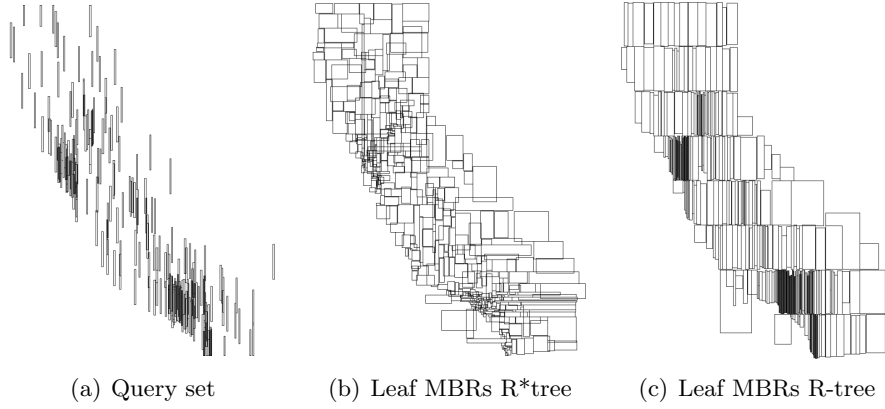 (a) Query set
(b) Leaf MBRs R*tree
(c) Leaf MBRs R-tree